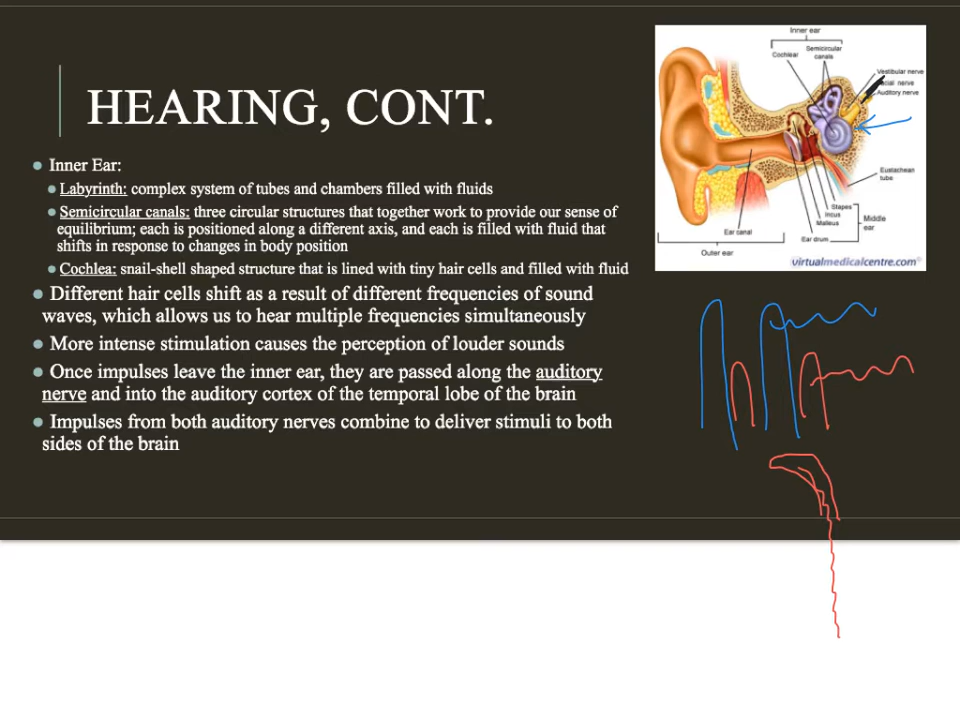 HEARING, CONT.
Inner Ear:
Labyrinth: complex system of tubes and chambers filled with fluids
Semicircular canals: three circular structures that together work to provide our sense of
equilibrium; each is positioned along a different axis, and each is filled with fluid that
shifts in response to changes in body position
Cochlea: snail-shell shaped structure that is lined with tiny hair cells and filled with fluid
Different hair cells shift as a result of different frequencies of sound
waves, which allows us to hear multiple frequencies simultaneously
More intense stimulation causes the perception of louder sounds
Once impulses leave the inner ear, they are passed along the auditory
nerve and into the auditory cortex of the temporal lobe of the brain
Impulses from both auditory nerves combine to deliver stimuli to both
sides of the brain
Inner ear
Cochlear
Semicircular
canals
Vestibular nerve
nerve
Auditory nerve
Eustachean
tube
Stapes
Incus
Malleus
Middle
ear
Ear drum
Ear canal
Outer ear
virtualmedicalcentre.com